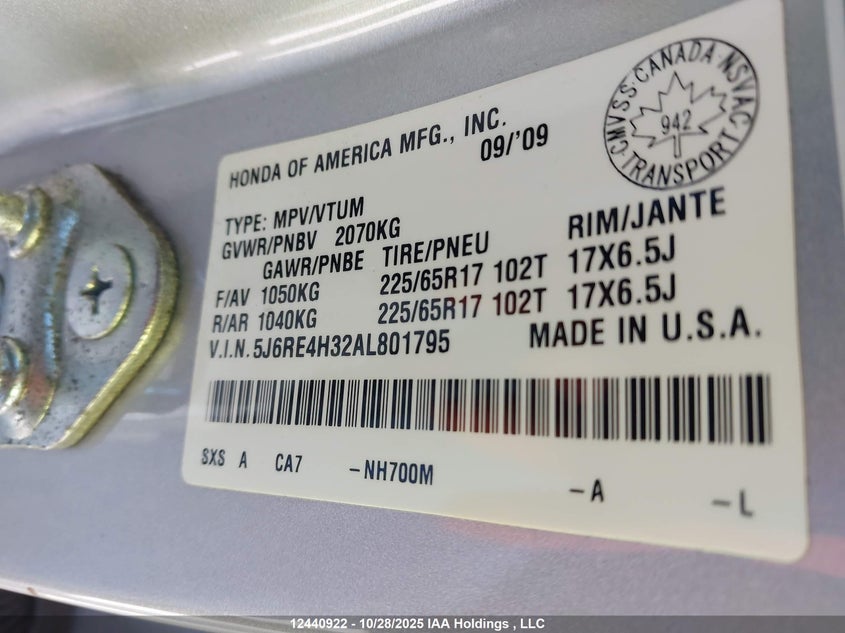 HONDA OF AMERICA MFG., INC.
09/'09
CMVSS · CANADA · NSVAC
942
TRANSPORT
TYPE: MPV/VTUM
GVWR/PNBV 2070KG
GAWR/PNBE TIRE/PNEU RIM/JANTE
F/AV 1050KG 225/65R17 102T 17X6.5J
R/AR 1040KG 225/65R17 102T 17X6.5J
V.I.N. 5J6RE4H32AL801795 MADE IN U.S.A.
SXS A CA7 -NH700M -A -L
12440922 - 10/28/2025 IAA Holdings , LLC